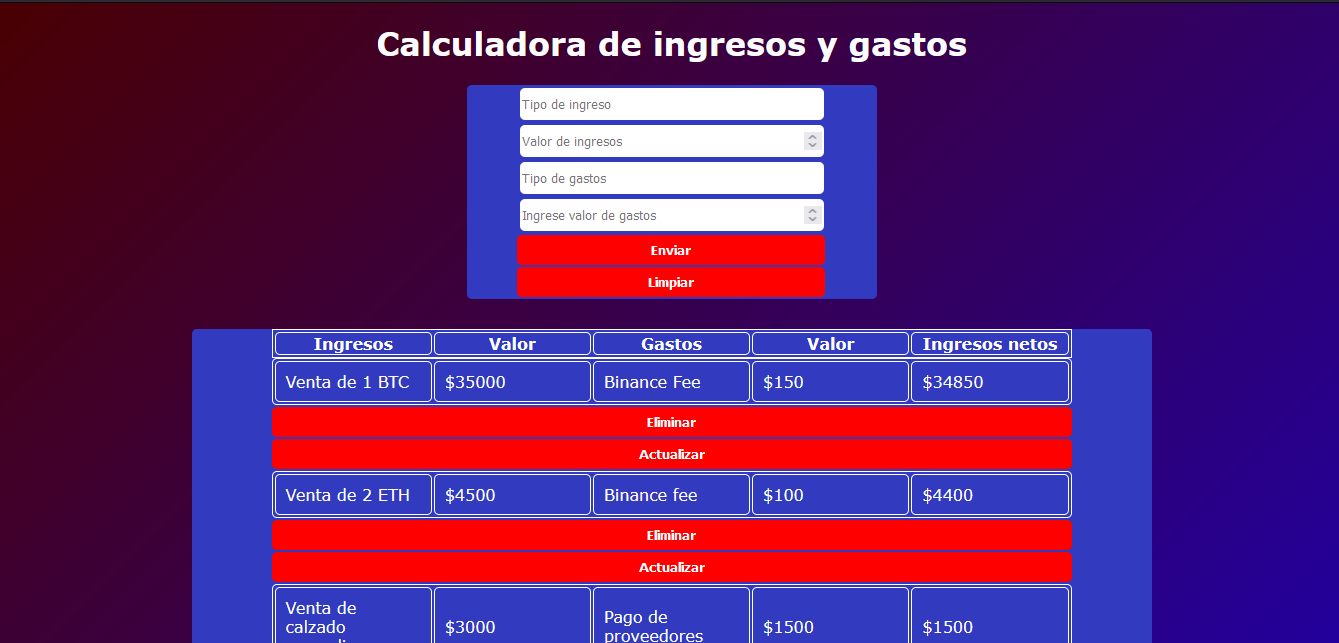 Calculadora de ingresos y gastos
Tipo de ingreso
Valor de ingresos
Tipo de gastos
Ingrese valor de gastos
Enviar
Limpiar
Ingresos Valor Gastos Valor Ingresos netos
Venta de 1 BTC $35000 Binance Fee $150 $34850
Eliminar
Actualizar
Venta de 2 ETH $4500 Binance fee $100 $4400
Eliminar
Actualizar
Venta de calzado $3000 Pago de proveedores $1500 $1500